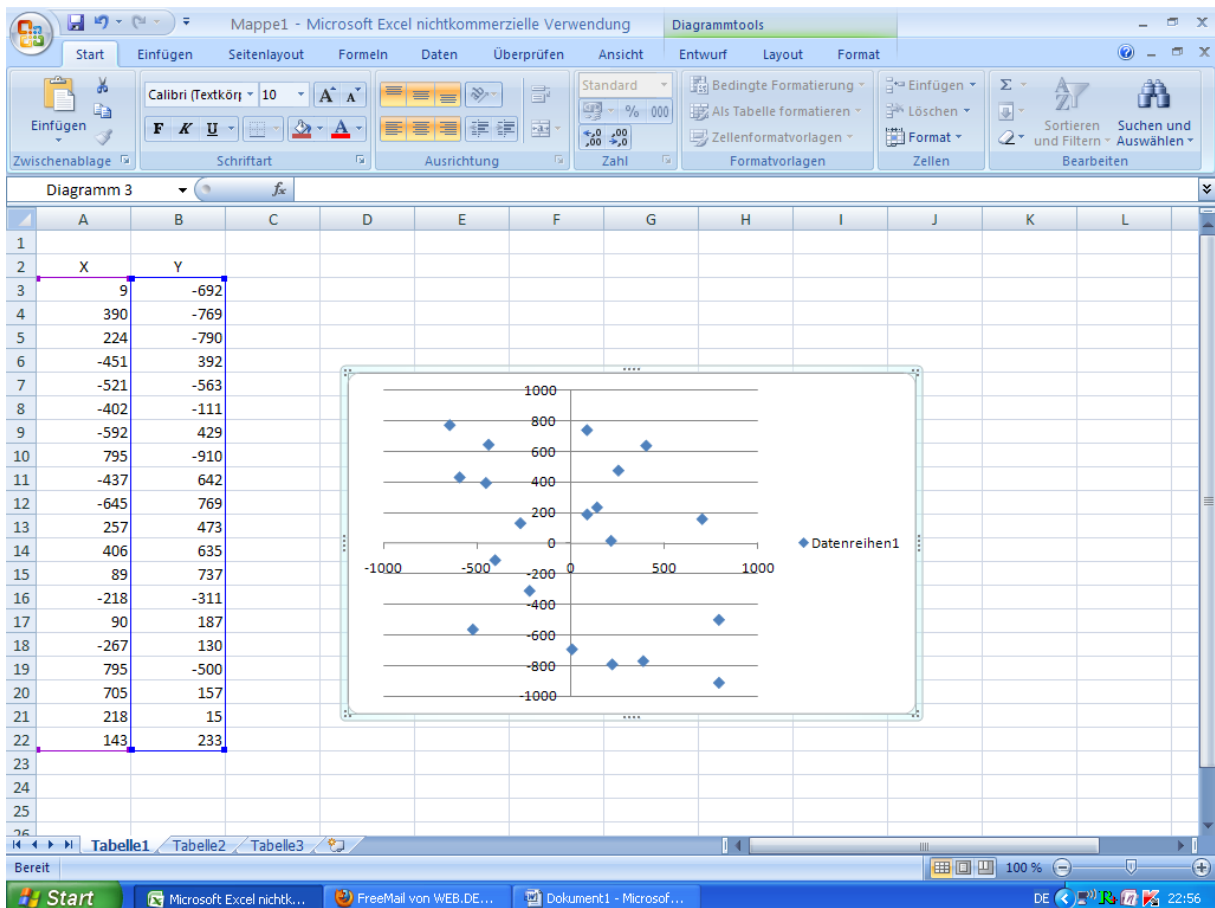 Mappe1 - Microsoft Excel nichtkommerzielle Verwendung
Diagrammtools
Start Einfügen Seitenlayout Formeln Daten Überprüfen Ansicht Entwurf Layout Format
Calibri (Textkörp 10 A A Standard Bedingte Formatierung Einfügen Σ
Einfügen F K U A % 000 Als Tabelle formatieren Löschen Sortieren und Filtern Suchen und Auswählen
Zellenformatvorlagen Format
Zwischenablage Schriftart Ausrichtung Zahl Formatvorlagen Zellen Bearbeiten
Diagramm 3 fx
A B C D E F G H I J K L
1
2 X Y
3 9 -692
4 390 -769
5 224 -790
6 -451 392
7 -521 -563
8 -402 -111
9 -592 429
10 795 -910
11 -437 642
12 -645 769
13 257 473
14 406 635
15 89 737
16 -218 -311
17 90 187
18 -267 130
19 795 -500
20 705 157
21 218 15
22 143 233
23
24
25
26
1000
800
600
400
200
0
-200
-400
-600
-800
-1000
-1000 -500 0 500 1000
Datenreihen1
Tabelle1 Tabelle2 Tabelle3
Bereit 100 %
Start Microsoft Excel nichtk... FreeMail von WEB.DE... Dokument1 - Microsof... DE 22:56